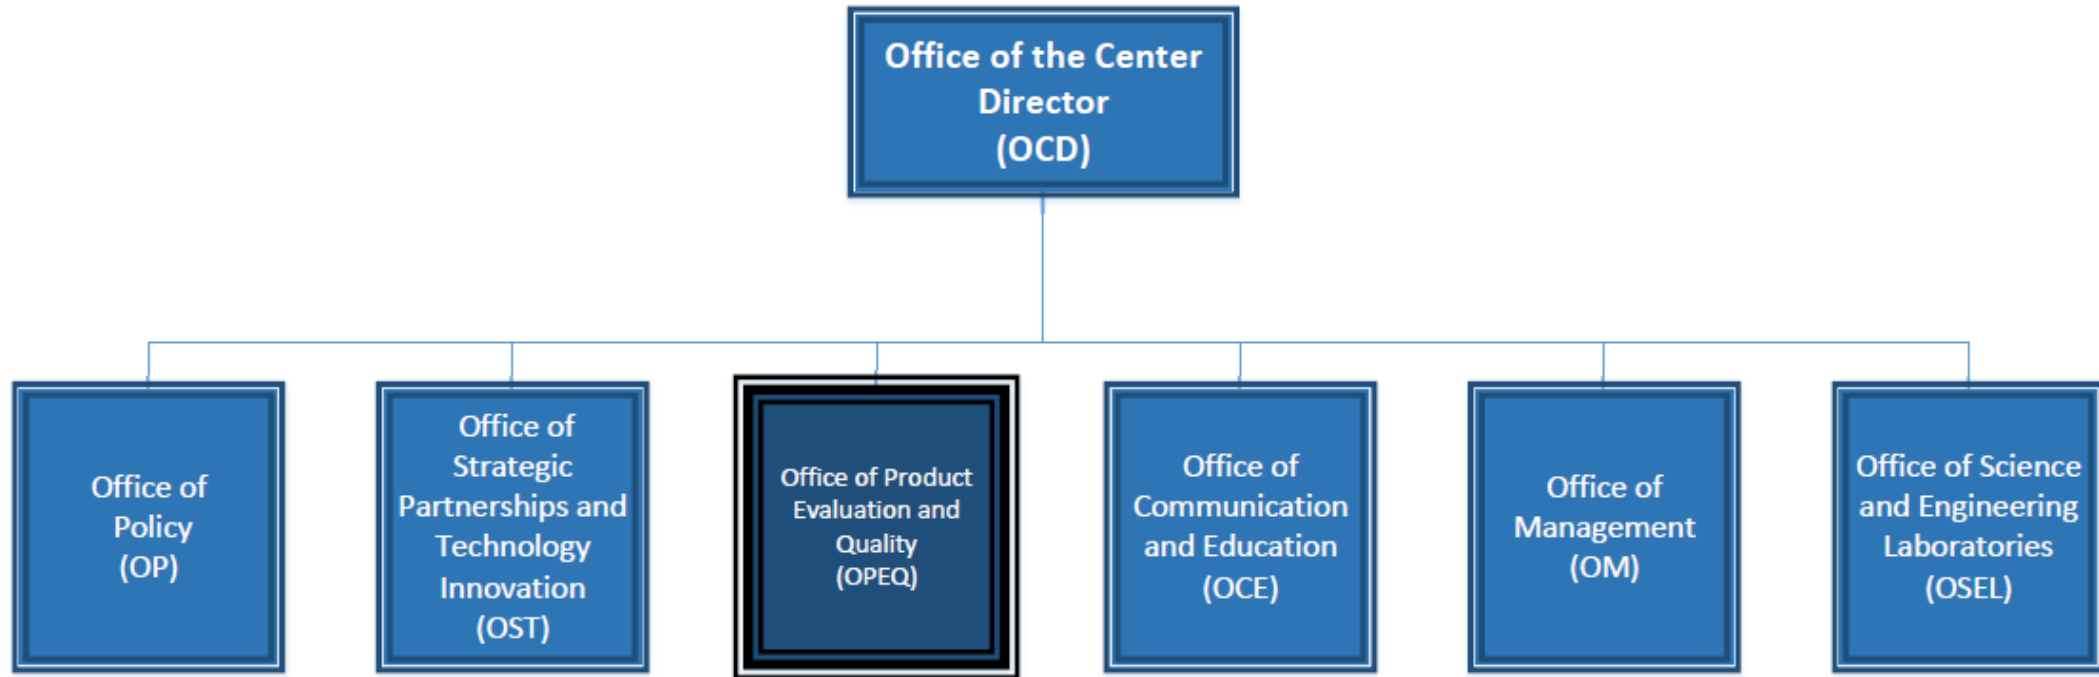 Office of the Center
Director
(OCD)
Office of
Policy
(OP)
Office of
Strategic
Partnerships and
Technology
Innovation
(OST)
Office of Product
Evaluation and
Quality
(OPEQ)
Office of
Communication
and Education
(OCE)
Office of
Management
(OM)
Office of Science
and Engineering
Laboratories
(OSEL)